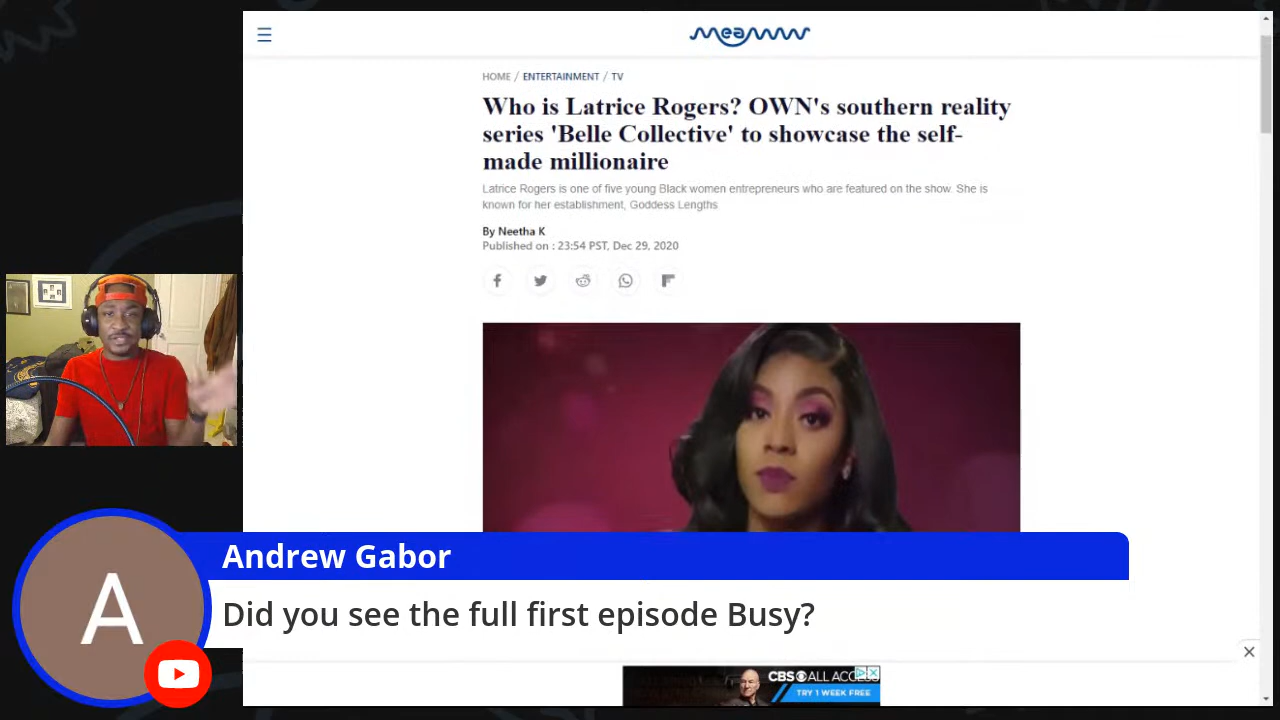 meaww
HOME / ENTERTAINMENT / TV
Who is Latrice Rogers? OWN's southern reality
series 'Belle Collective' to showcase the self-
made millionaire
Latrice Rogers is one of five young Black women entrepreneurs who are featured on the show. She is
known for her establishment, Goddess Lengths
By Neetha K
Published on : 23:54 PST, Dec 29, 2020
Andrew Gabor
A
Did you see the full first episode Busy?
CBS ALL ACCESS
TRY 1 WEEK FREE